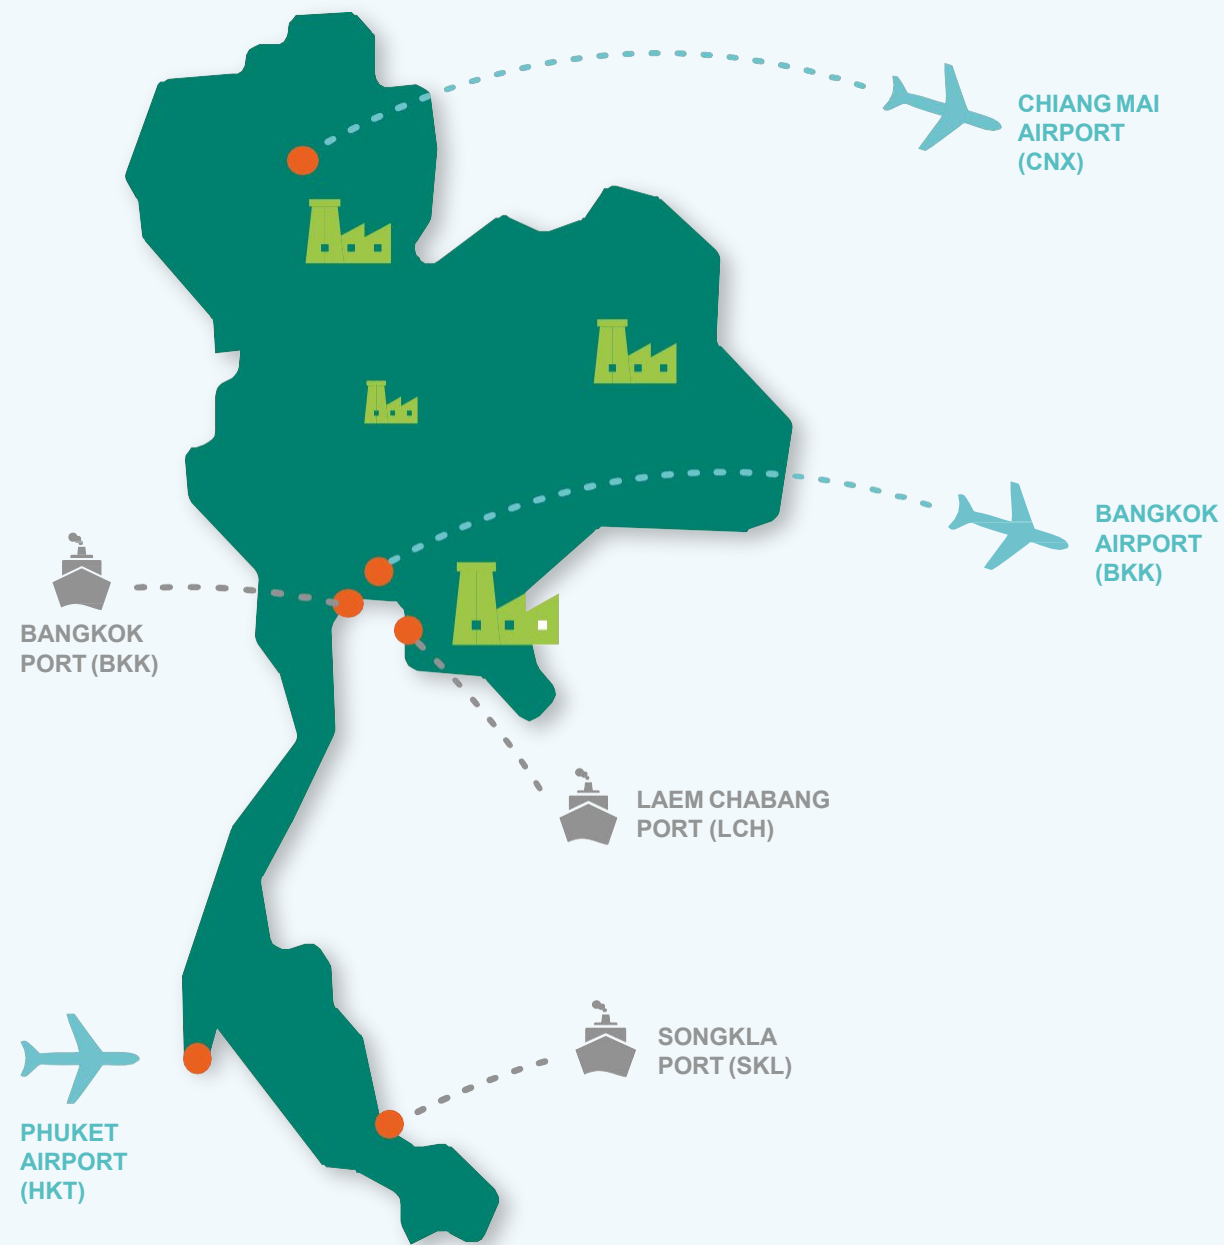 CHIANG MAI
AIRPORT
(CNX)
BANGKOK
AIRPORT
(BKK)
BANGKOK
PORT (BKK)
LAEM CHABANG
PORT (LCH)
SONGKLA
PORT (SKL)
PHUKET
AIRPORT
(HKT)